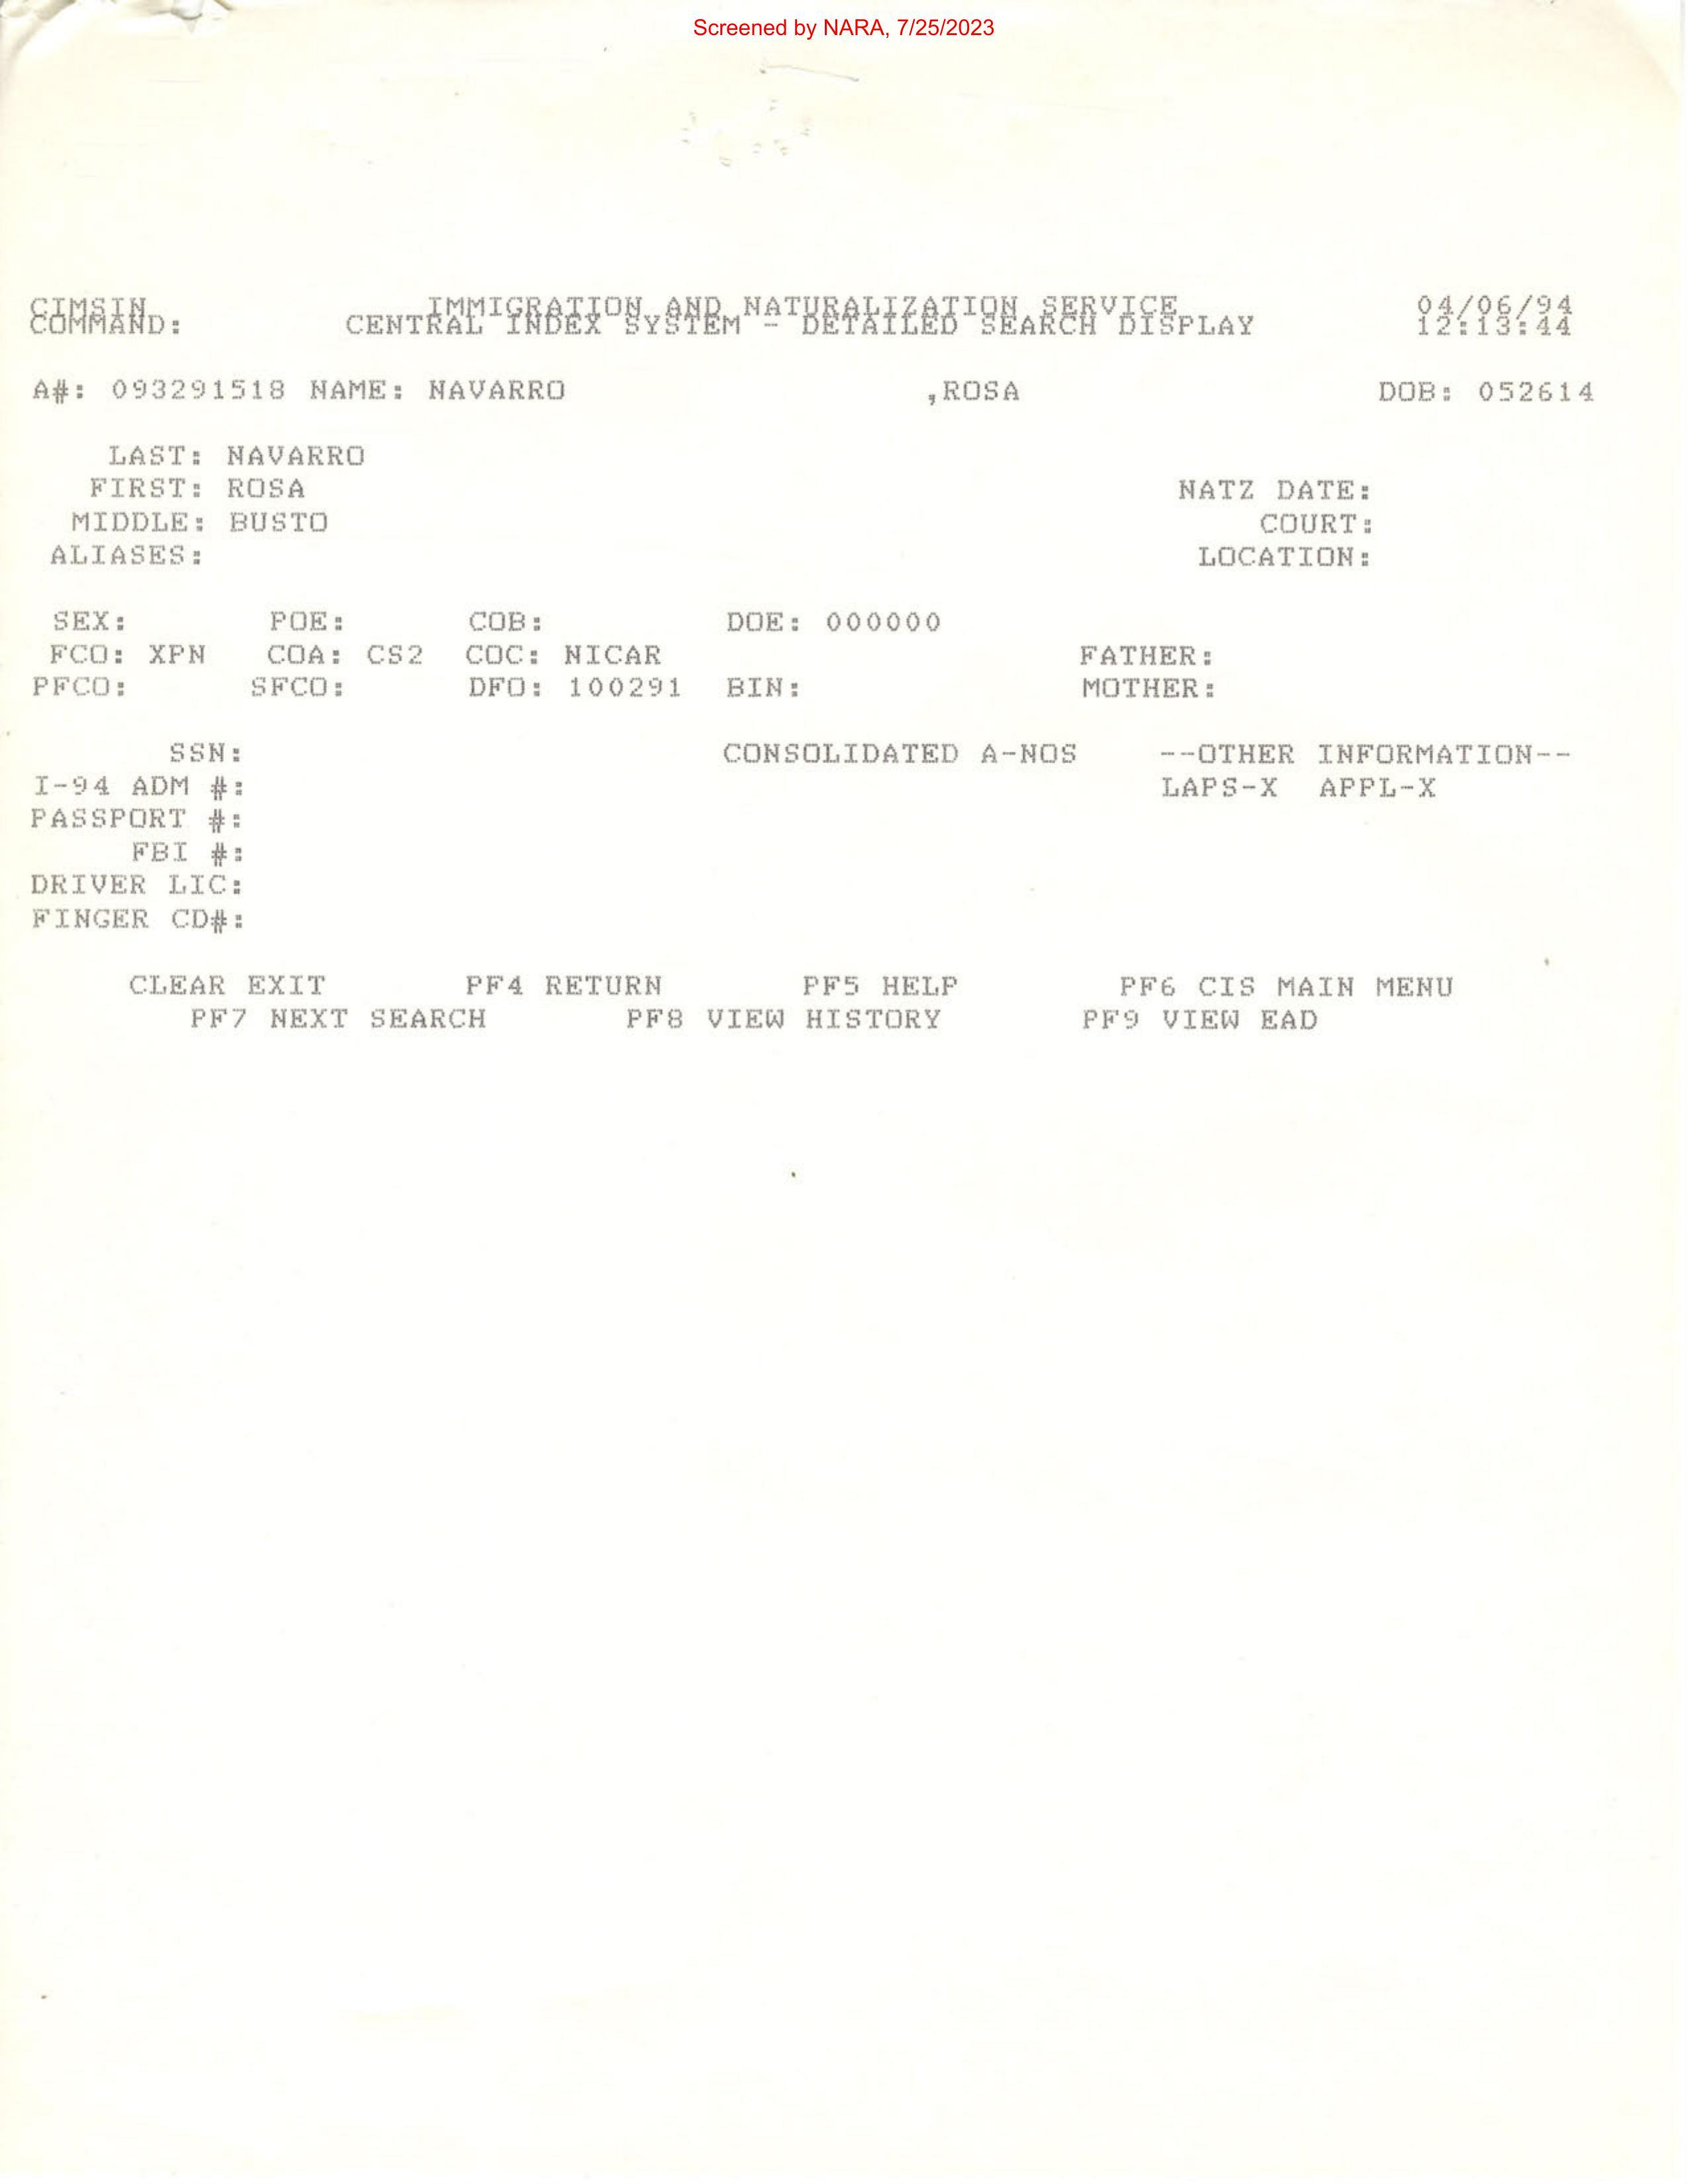 Screened by NARA, 7/25/2023
CIMSIN IMMIGRATION AND NATURALIZATION SERVICE 04/06/94
COMMAND: CENTRAL INDEX SYSTEM - DETAILED SEARCH DISPLAY 12:13:44
A#: 093291518 NAME: NAVARRO ,ROSA DOB: 052614
LAST: NAVARRO
FIRST: ROSA NATZ DATE:
MIDDLE: BUSTO COURT:
ALIASES: LOCATION:
SEX: POE: COB: DOE: 000000
FCO: XPN COA: CS2 COC: NICAR FATHER:
PFCO: SFCO: DFO: 100291 BIN: MOTHER:
SSN: CONSOLIDATED A-NOS --OTHER INFORMATION--
I-94 ADM #: LAPS-X APPL-X
PASSPORT #:
FBI #:
DRIVER LIC:
FINGER CD#:
CLEAR EXIT PF4 RETURN PF5 HELP PF6 CIS MAIN MENU
PF7 NEXT SEARCH PF8 VIEW HISTORY PF9 VIEW EAD